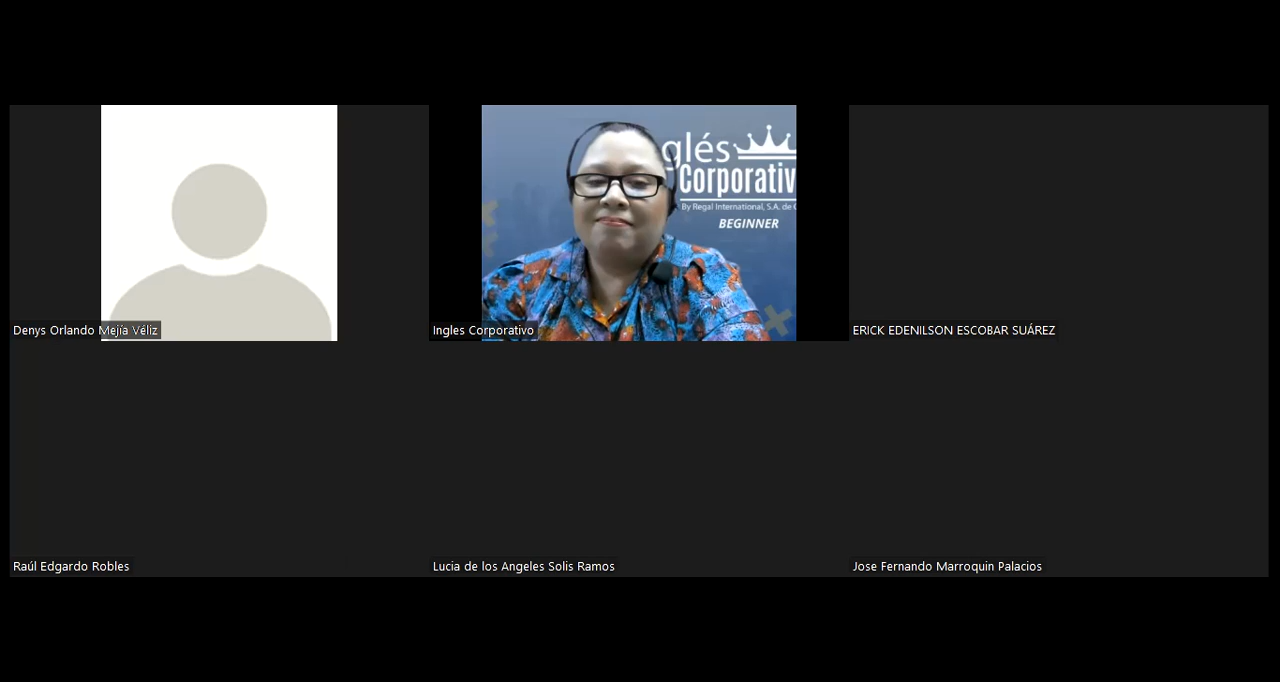 glés
Corporativ
By Regal International, S.A. de C
BEGINNER
Denys Orlando Mejía Véliz
Ingles Corporativo
ERICK EDENILSON ESCOBAR SUÁREZ
Raúl Edgardo Robles
Lucia de los Angeles Solis Ramos
Jose Fernando Marroquin Palacios